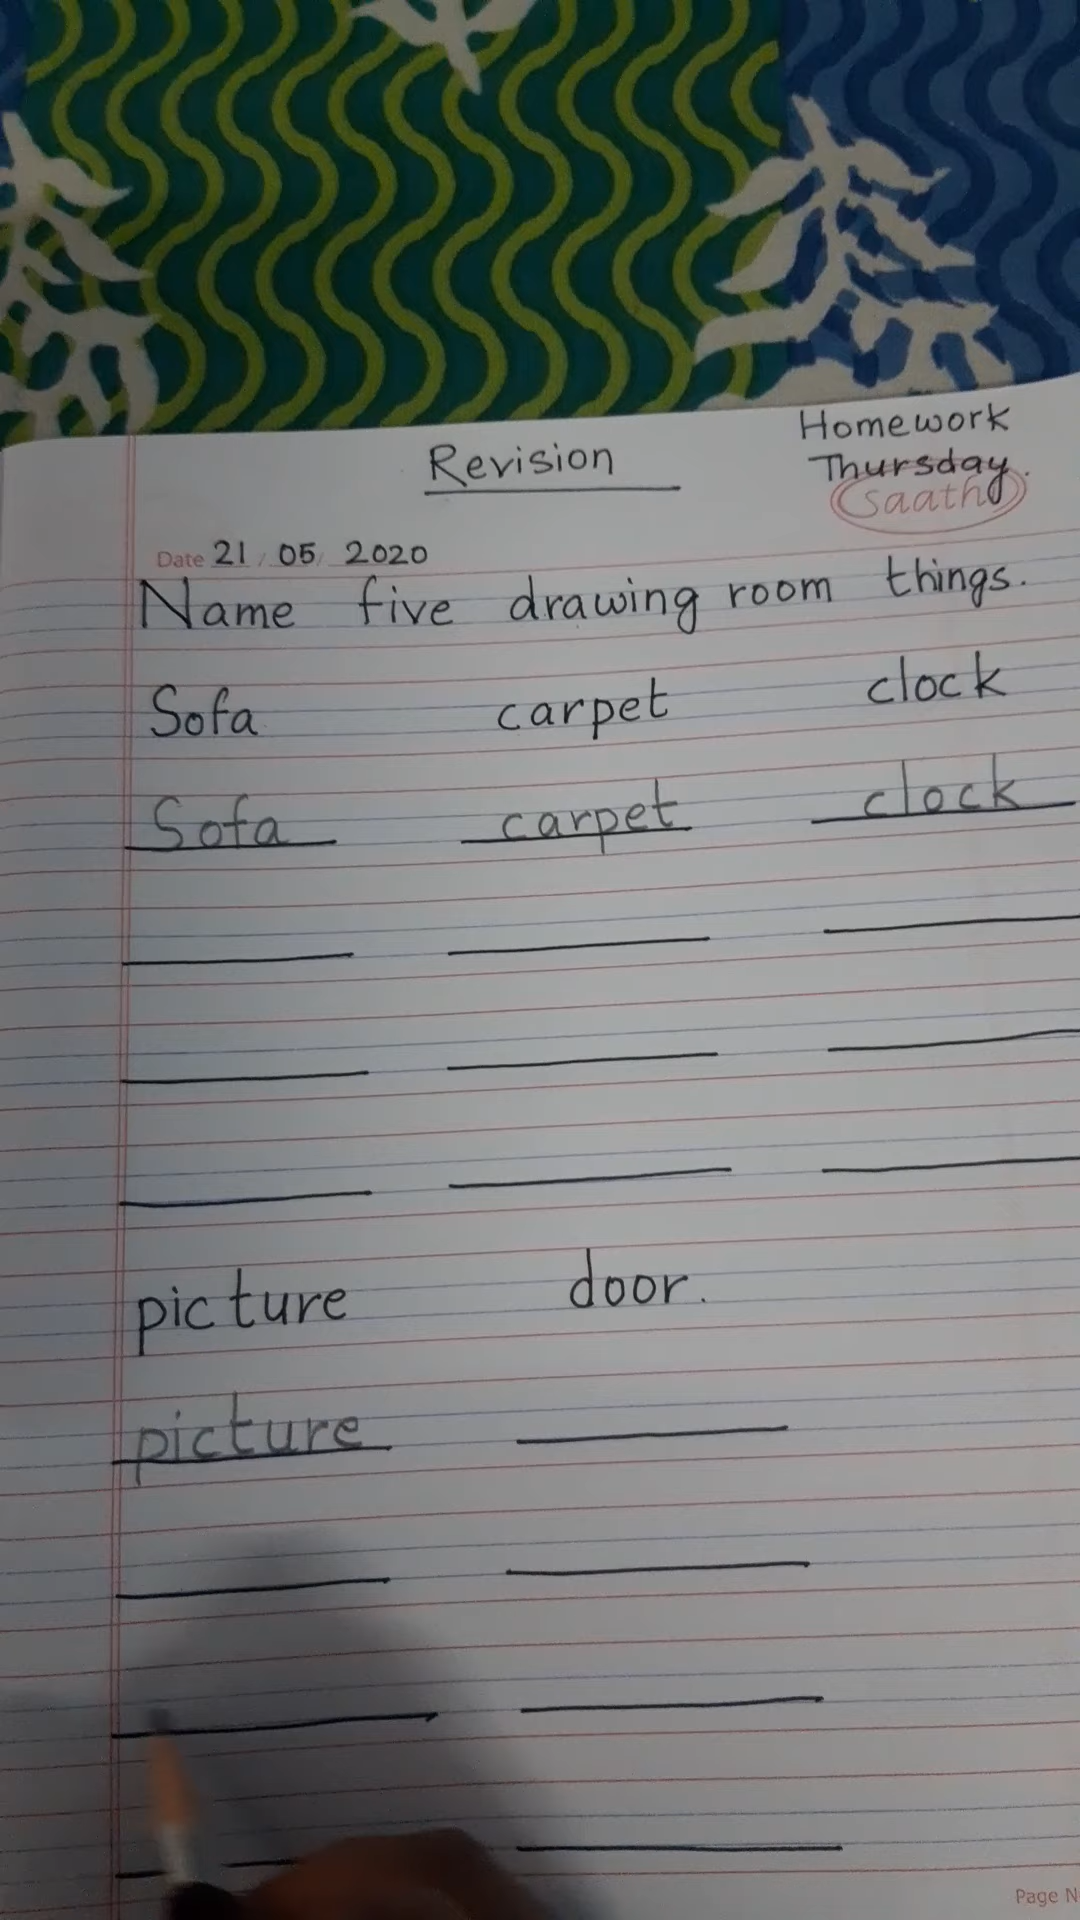 Homework
Revision
Thursday.
saathi
Date 21 / 05 / 2020
Name five drawing room things.
Sofa carpet clock
Sofa carpet clock
picture door.
picture
Page N